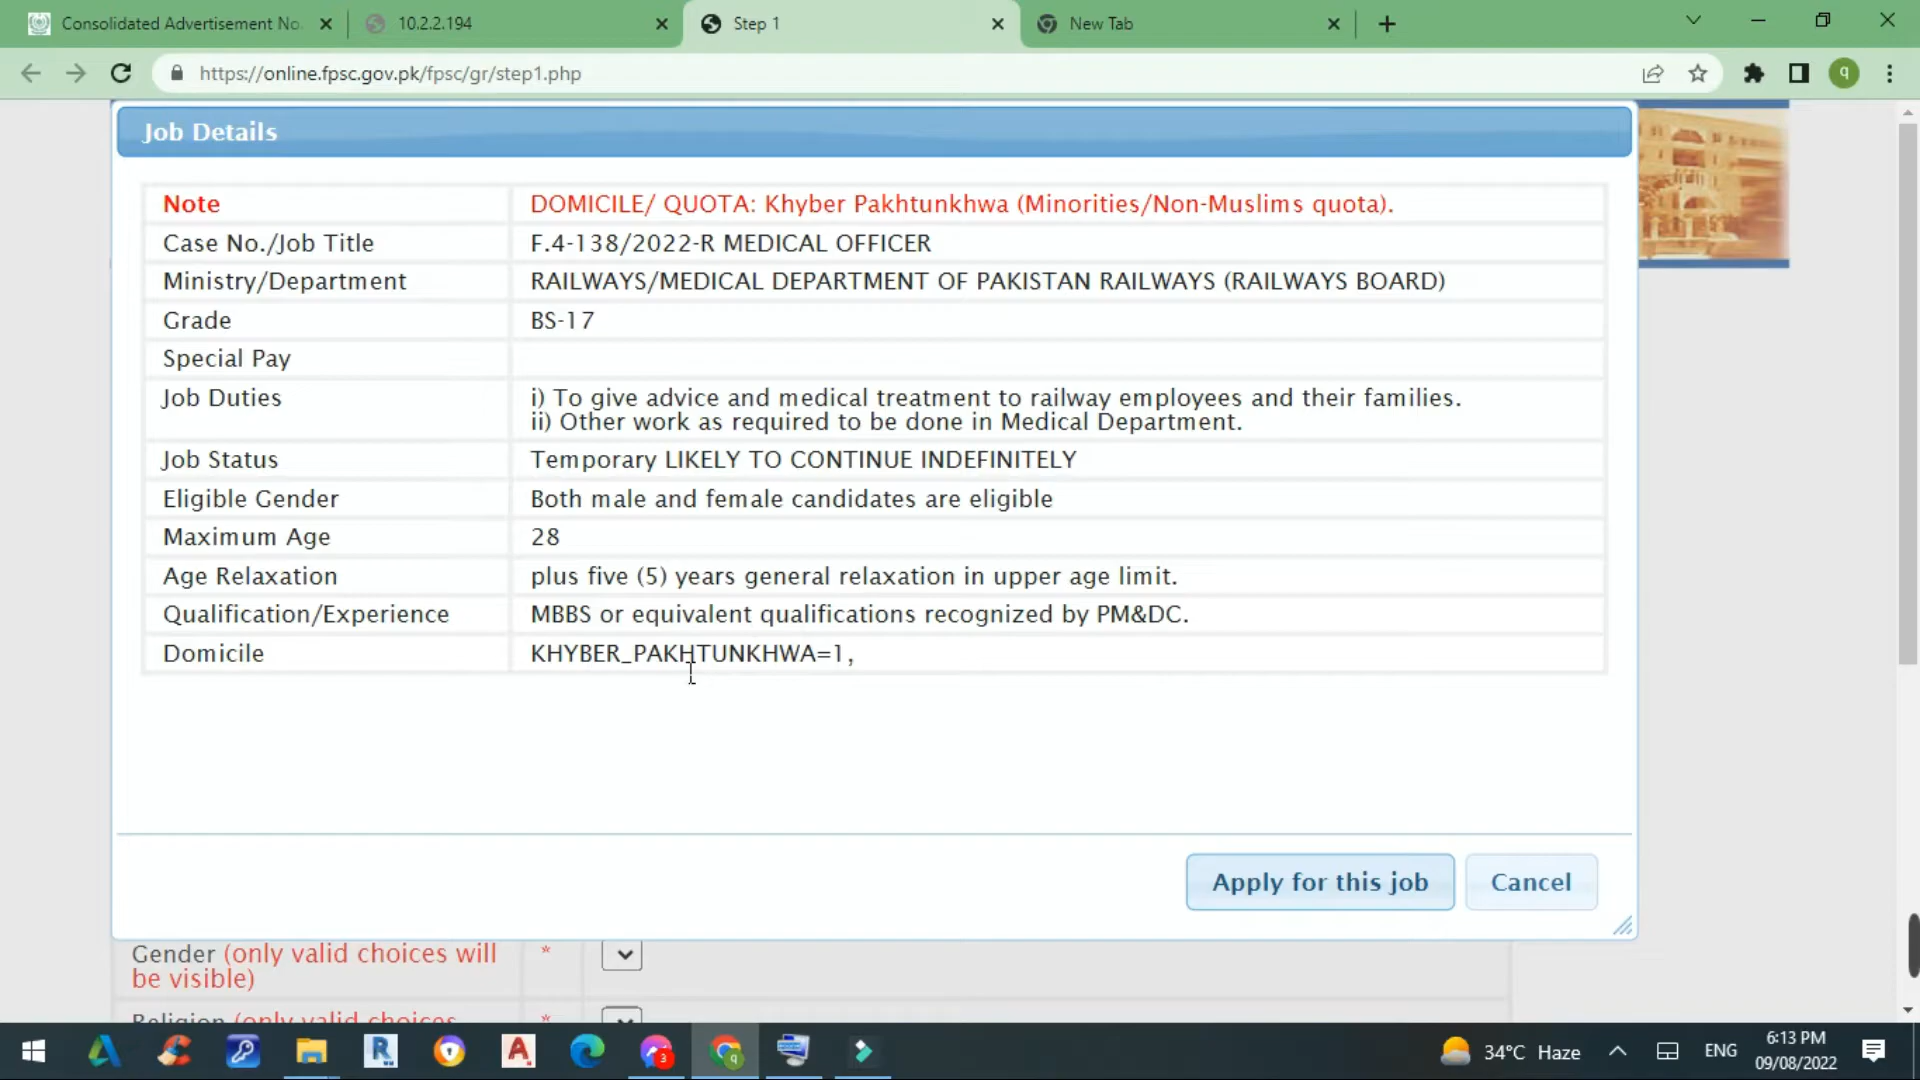 Consolidated Advertisement No.
10.2.2.194
Step 1
New Tab
https://online.fpsc.gov.pk/fpsc/gr/step1.php
q
Job Details
Note DOMICILE/ QUOTA: Khyber Pakhtunkhwa (Minorities/Non-Muslims quota).
Case No./Job Title F.4-138/2022-R MEDICAL OFFICER
Ministry/Department RAILWAYS/MEDICAL DEPARTMENT OF PAKISTAN RAILWAYS (RAILWAYS BOARD)
Grade BS-17
Special Pay
Job Duties i) To give advice and medical treatment to railway employees and their families.
ii) Other work as required to be done in Medical Department.
Job Status Temporary LIKELY TO CONTINUE INDEFINITELY
Eligible Gender Both male and female candidates are eligible
Maximum Age 28
Age Relaxation plus five (5) years general relaxation in upper age limit.
Qualification/Experience MBBS or equivalent qualifications recognized by PM&DC.
Domicile KHYBER_PAKHTUNKHWA=1,
Apply for this job Cancel
Gender (only valid choices will *
be visible)
Religion (only valid choices *
R
A
3
q
34°C Haze
ENG
6:13 PM
09/08/2022